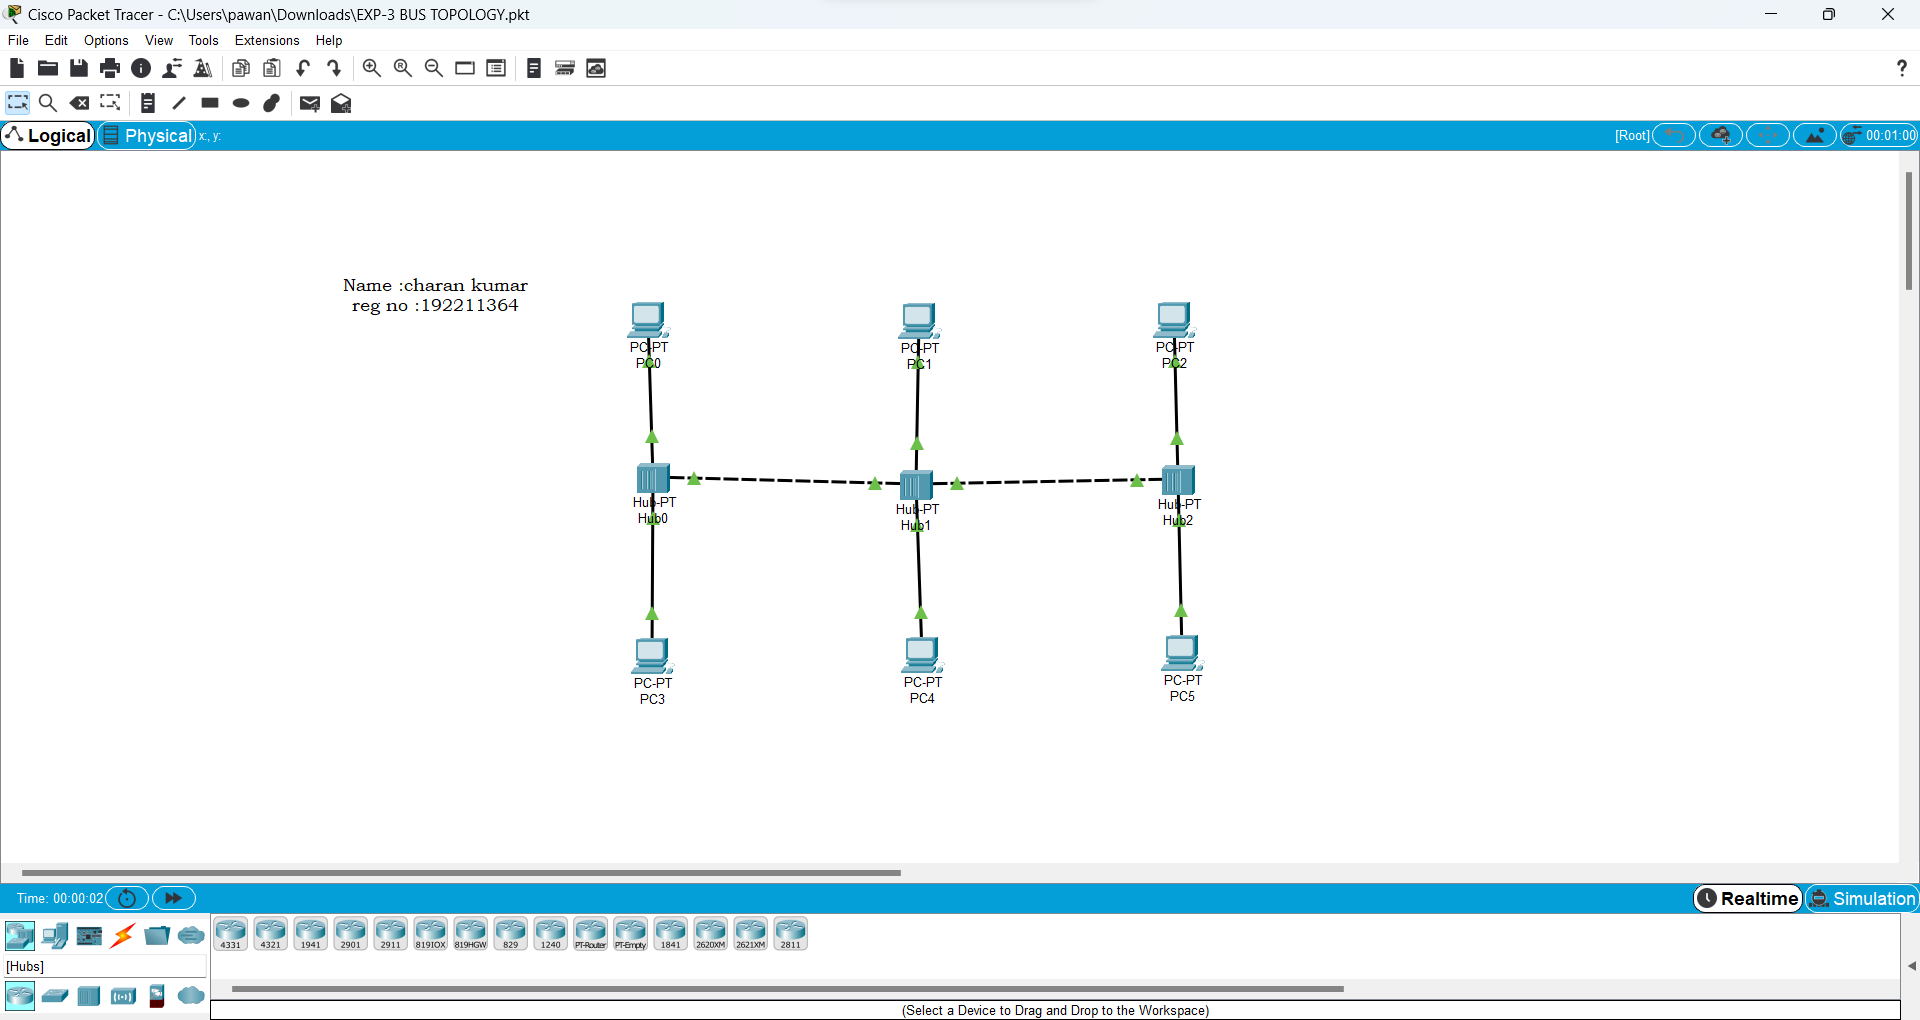 Cisco Packet Tracer - C:\Users\pawan\Downloads\EXP-3 BUS TOPOLOGY.pkt
File Edit Options View Tools Extensions Help
?
Logical Physical x:, y: [Root] 00:01:00
Name :charan kumar
reg no :192211364
PC-PT PC-PT PC-PT
PC0 PC1 PC2
Hub-PT Hub-PT Hub-PT
Hub0 Hub1 Hub2
PC-PT PC-PT PC-PT
PC3 PC4 PC5
Time: 00:00:02 Realtime Simulation
4331 4321 1941 2901 2911 819IOX 819HGW 829 1240 PT-Router PT-Empty 1841 2620XM 2621XM 2811
[Hubs]
(Select a Device to Drag and Drop to the Workspace)